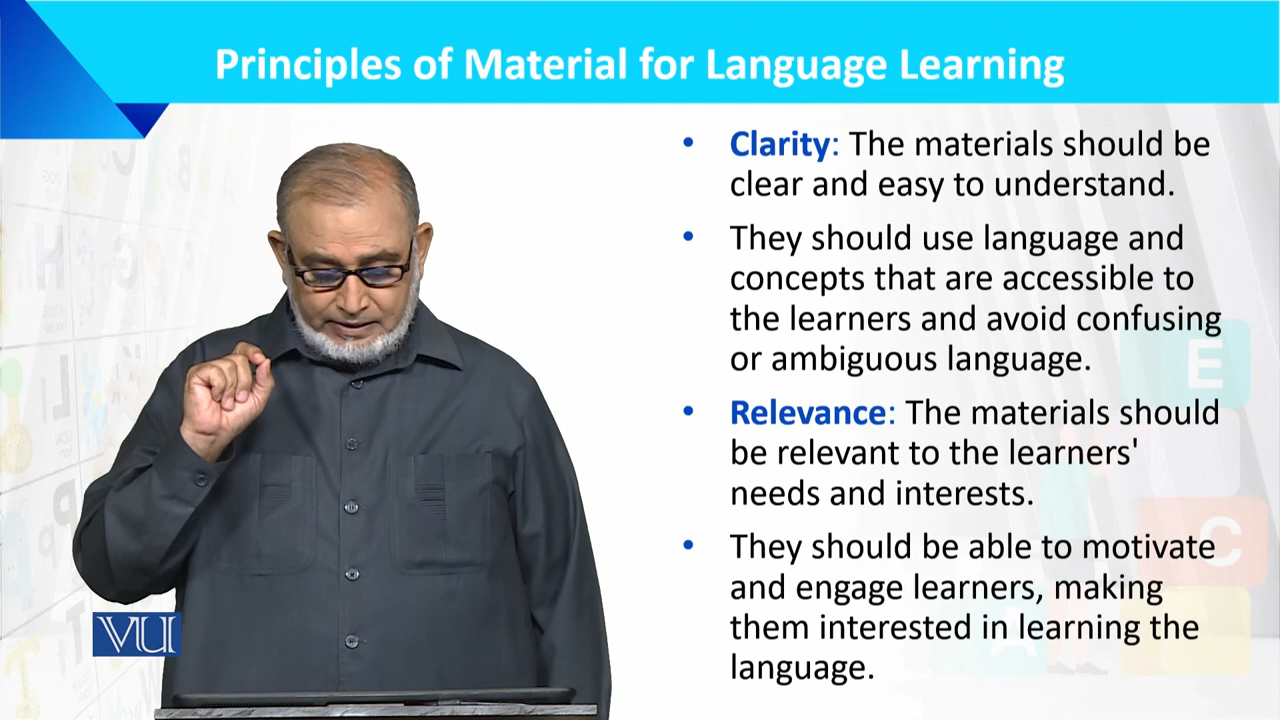 Principles of Material for Language Learning
• Clarity: The materials should be
clear and easy to understand.
• They should use language and
concepts that are accessible to
the learners and avoid confusing
or ambiguous language.
• Relevance: The materials should
be relevant to the learners'
needs and interests.
• They should be able to motivate
and engage learners, making
them interested in learning the
language.
VU
E
C
A